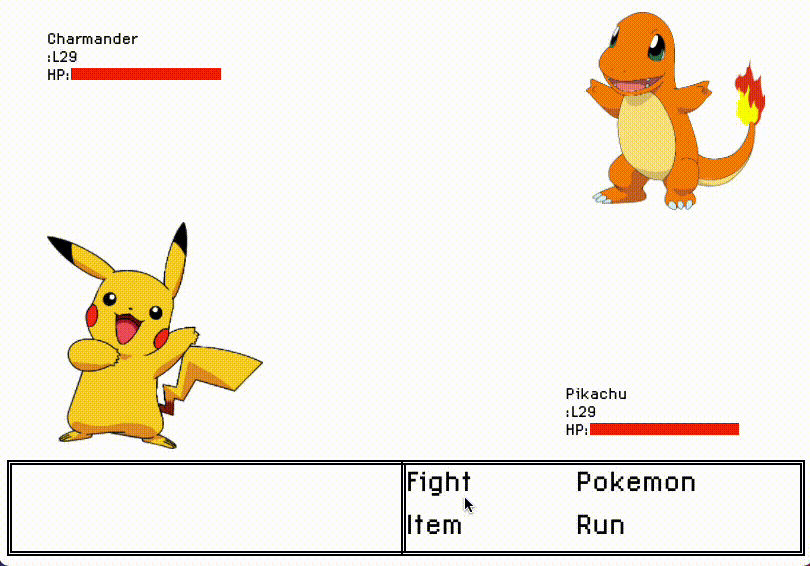 Charmander
:L29
HP:
Pikachu
:L29
HP:
Fight Pokemon
Item Run